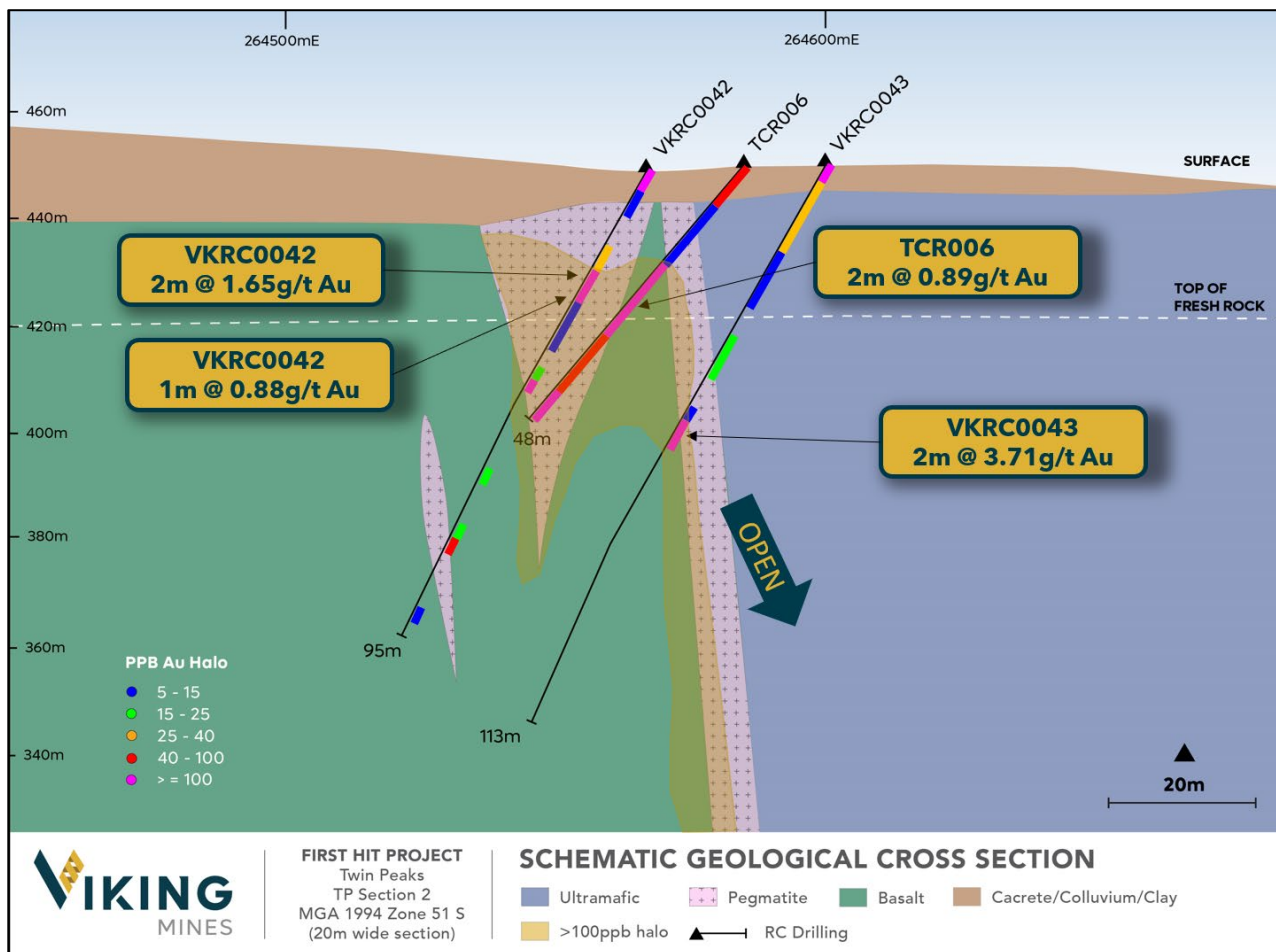 264500mE
264600mE
460m
440m
420m
400m
380m
360m
340m
VKRC0042
TCR006
VKRC0043
SURFACE
TOP OF
FRESH ROCK
VKRC0042
2m @ 1.65g/t Au
VKRC0042
1m @ 0.88g/t Au
TCR006
2m @ 0.89g/t Au
VKRC0043
2m @ 3.71g/t Au
48m
95m
113m
OPEN
PPB Au Halo
5 - 15
15 - 25
25 - 40
40 - 100
> = 100
20m
VIKING
MINES
FIRST HIT PROJECT
Twin Peaks
TP Section 2
MGA 1994 Zone 51 S
(20m wide section)
SCHEMATIC GEOLOGICAL CROSS SECTION
Ultramafic
Pegmatite
Basalt
Cacrete/Colluvium/Clay
>100ppb halo
RC Drilling